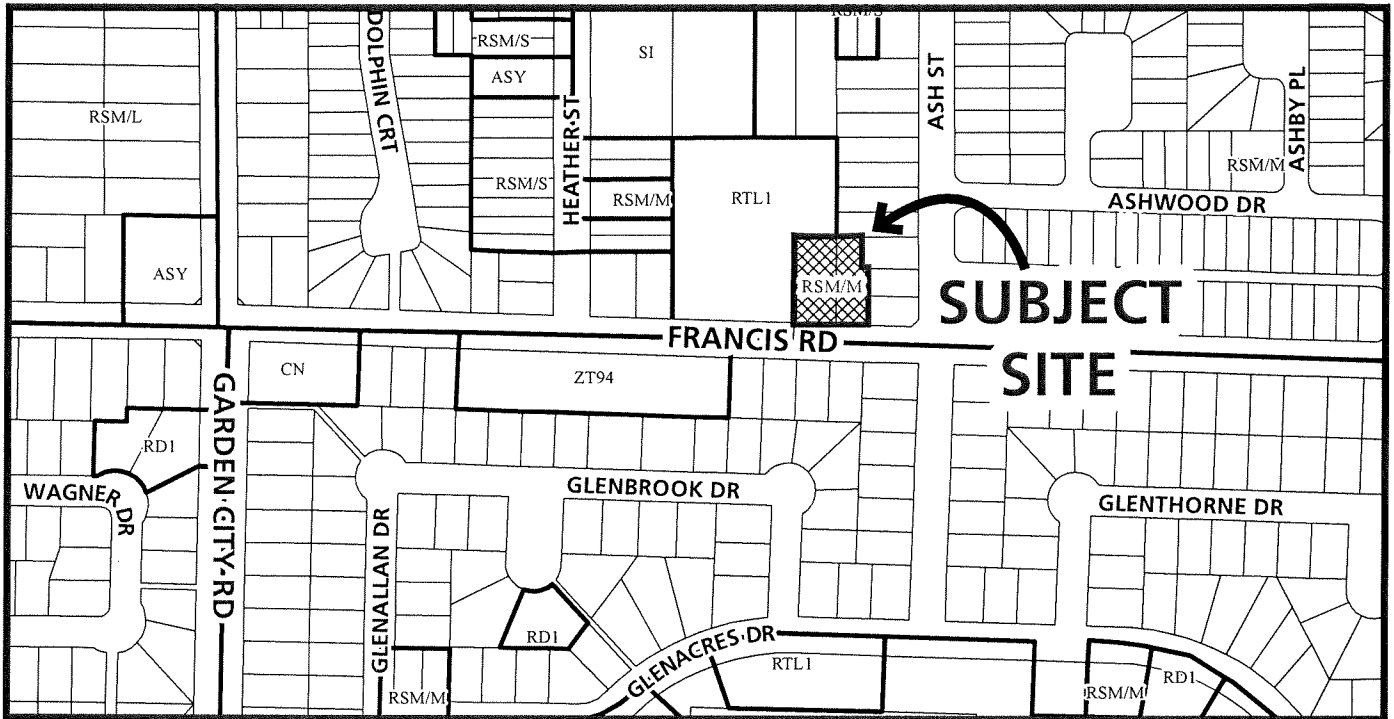 RSM/S
DOLPHIN CRT
RSM/S
SI
ASH ST
ASHBY PL
ASY
RSM/L
HEATHER ST
RSM/S
RSM/M
RTL1
RSM/M
ASHWOOD DR
ASY
RSM/M
SUBJECT
SITE
FRANCIS RD
CN
ZT94
GARDEN CITY RD
RD1
WAGNER DR
GLENBROOK DR
GLENTHORNE DR
GLENALLAN DR
RD1
GLENACRES DR
RTL1
RSM/M
RSM/M
RD1